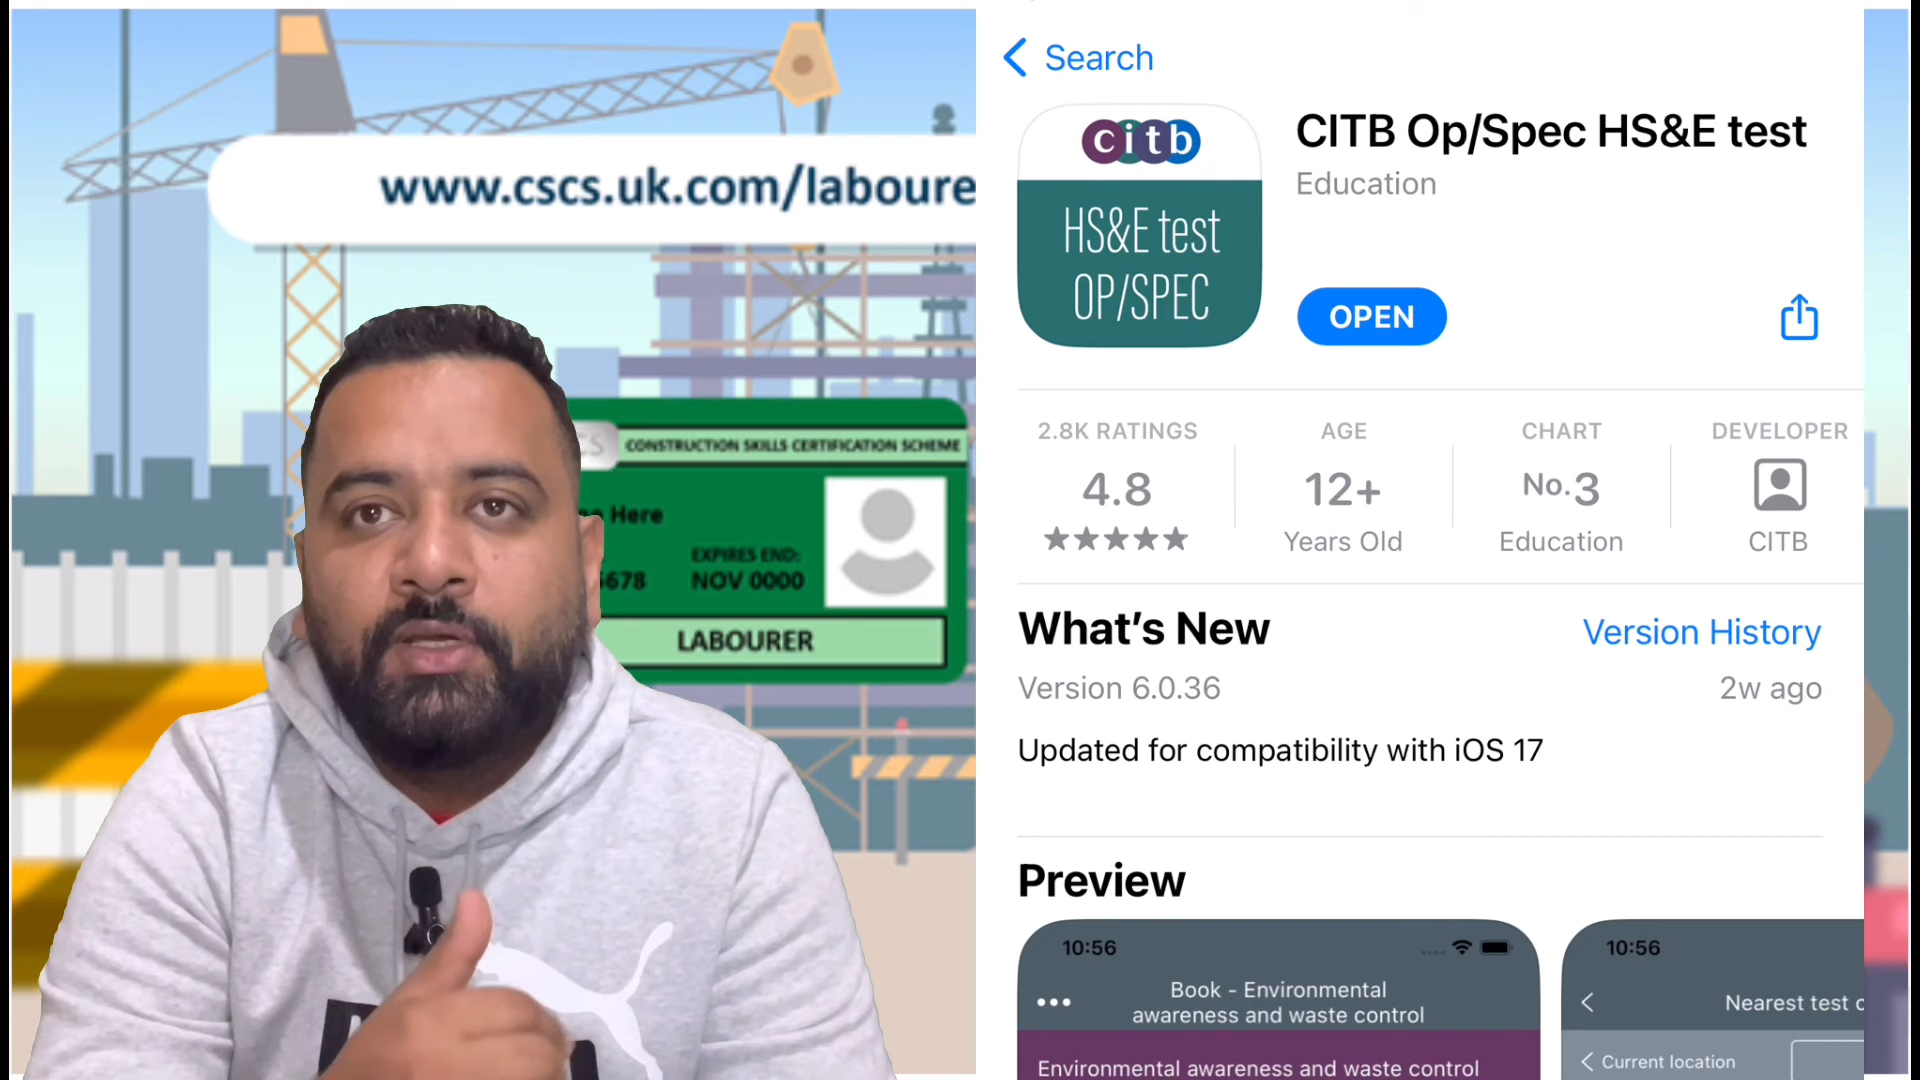 www.cscs.uk.com/laboure
CS
CONSTRUCTION SKILLS CERTIFICATION SCHEME
Here
EXPIRES END:
5678
NOV 0000
LABOURER
Search
citb
HS&E test
OP/SPEC
CITB Op/Spec HS&E test
Education
OPEN
2.8K RATINGS
4.8
AGE
12+
Years Old
CHART
No.3
Education
DEVELOPER
CITB
What's New
Version History
Version 6.0.36
2w ago
Updated for compatibility with iOS 17
Preview
10:56
Book - Environmental
awareness and waste control
Environmental awareness and waste control
10:56
Nearest test c
Current location